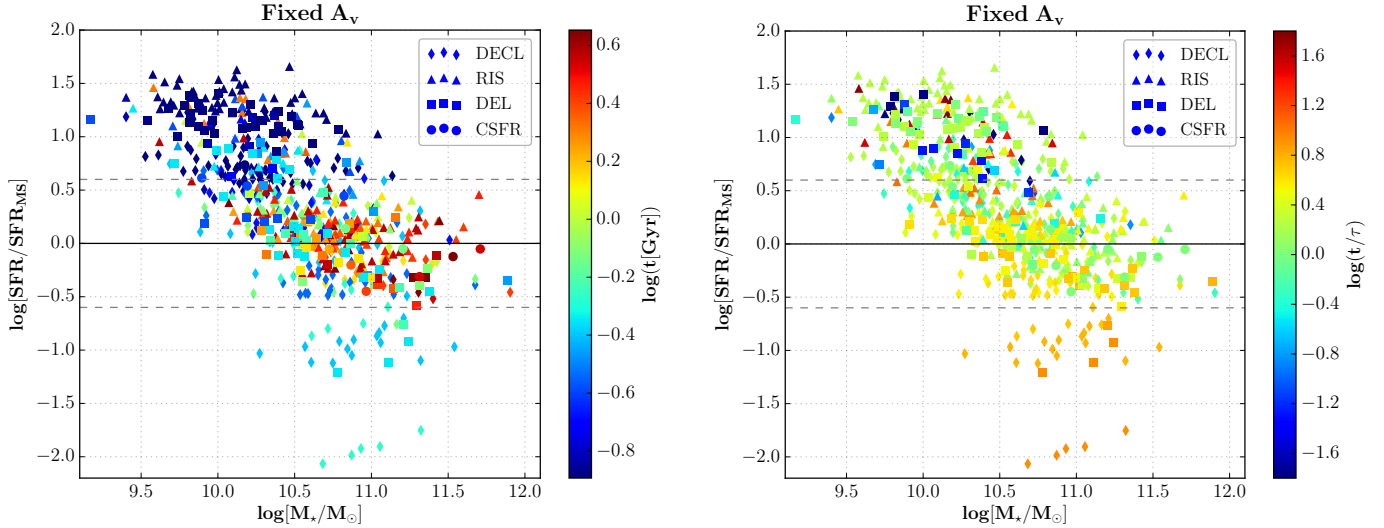 Fixed A_v
2.0
1.5
1.0
0.5
0.0
−0.5
−1.0
−1.5
−2.0
log[SFR/SFR_MS]
DECL
RIS
DEL
CSFR
9.5 10.0 10.5 11.0 11.5 12.0
log[M⋆/M⊙]
0.6
0.4
0.2
0.0
−0.2
−0.4
−0.6
−0.8
log(t[Gyr])
Fixed A_v
2.0
1.5
1.0
0.5
0.0
−0.5
−1.0
−1.5
−2.0
log[SFR/SFR_MS]
DECL
RIS
DEL
CSFR
9.5 10.0 10.5 11.0 11.5 12.0
log[M⋆/M⊙]
1.6
1.2
0.8
0.4
0.0
−0.4
−0.8
−1.2
−1.6
log(t/τ)